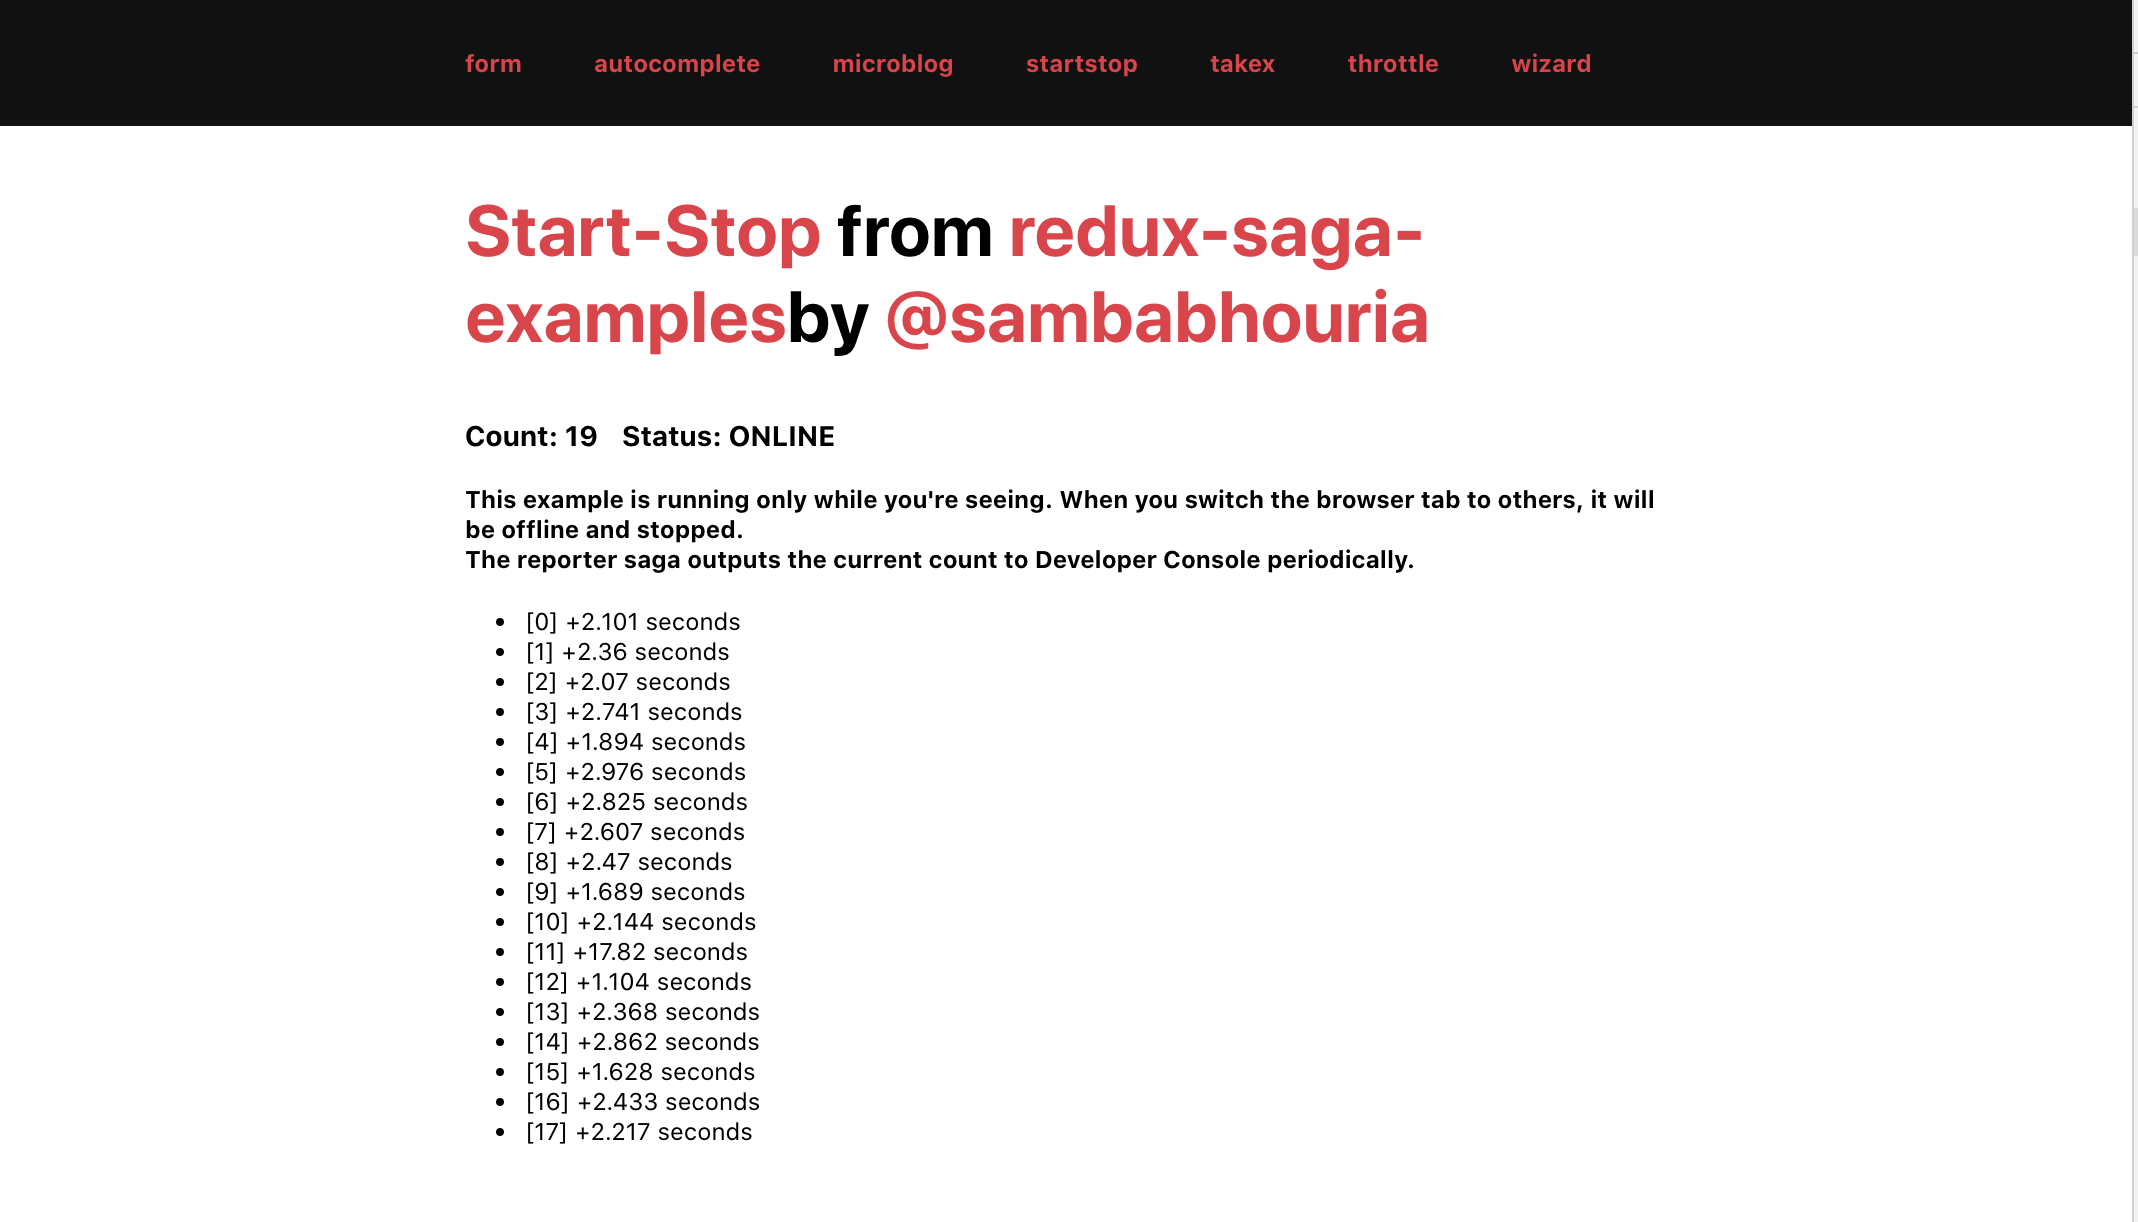 form autocomplete microblog startstop takex throttle wizard
Start-Stop from redux-saga-
examplesby @sambabhouria
Count: 19 Status: ONLINE
This example is running only while you're seeing. When you switch the browser tab to others, it will
be offline and stopped.
The reporter saga outputs the current count to Developer Console periodically.
[0] +2.101 seconds
[1] +2.36 seconds
[2] +2.07 seconds
[3] +2.741 seconds
[4] +1.894 seconds
[5] +2.976 seconds
[6] +2.825 seconds
[7] +2.607 seconds
[8] +2.47 seconds
[9] +1.689 seconds
[10] +2.144 seconds
[11] +17.82 seconds
[12] +1.104 seconds
[13] +2.368 seconds
[14] +2.862 seconds
[15] +1.628 seconds
[16] +2.433 seconds
[17] +2.217 seconds